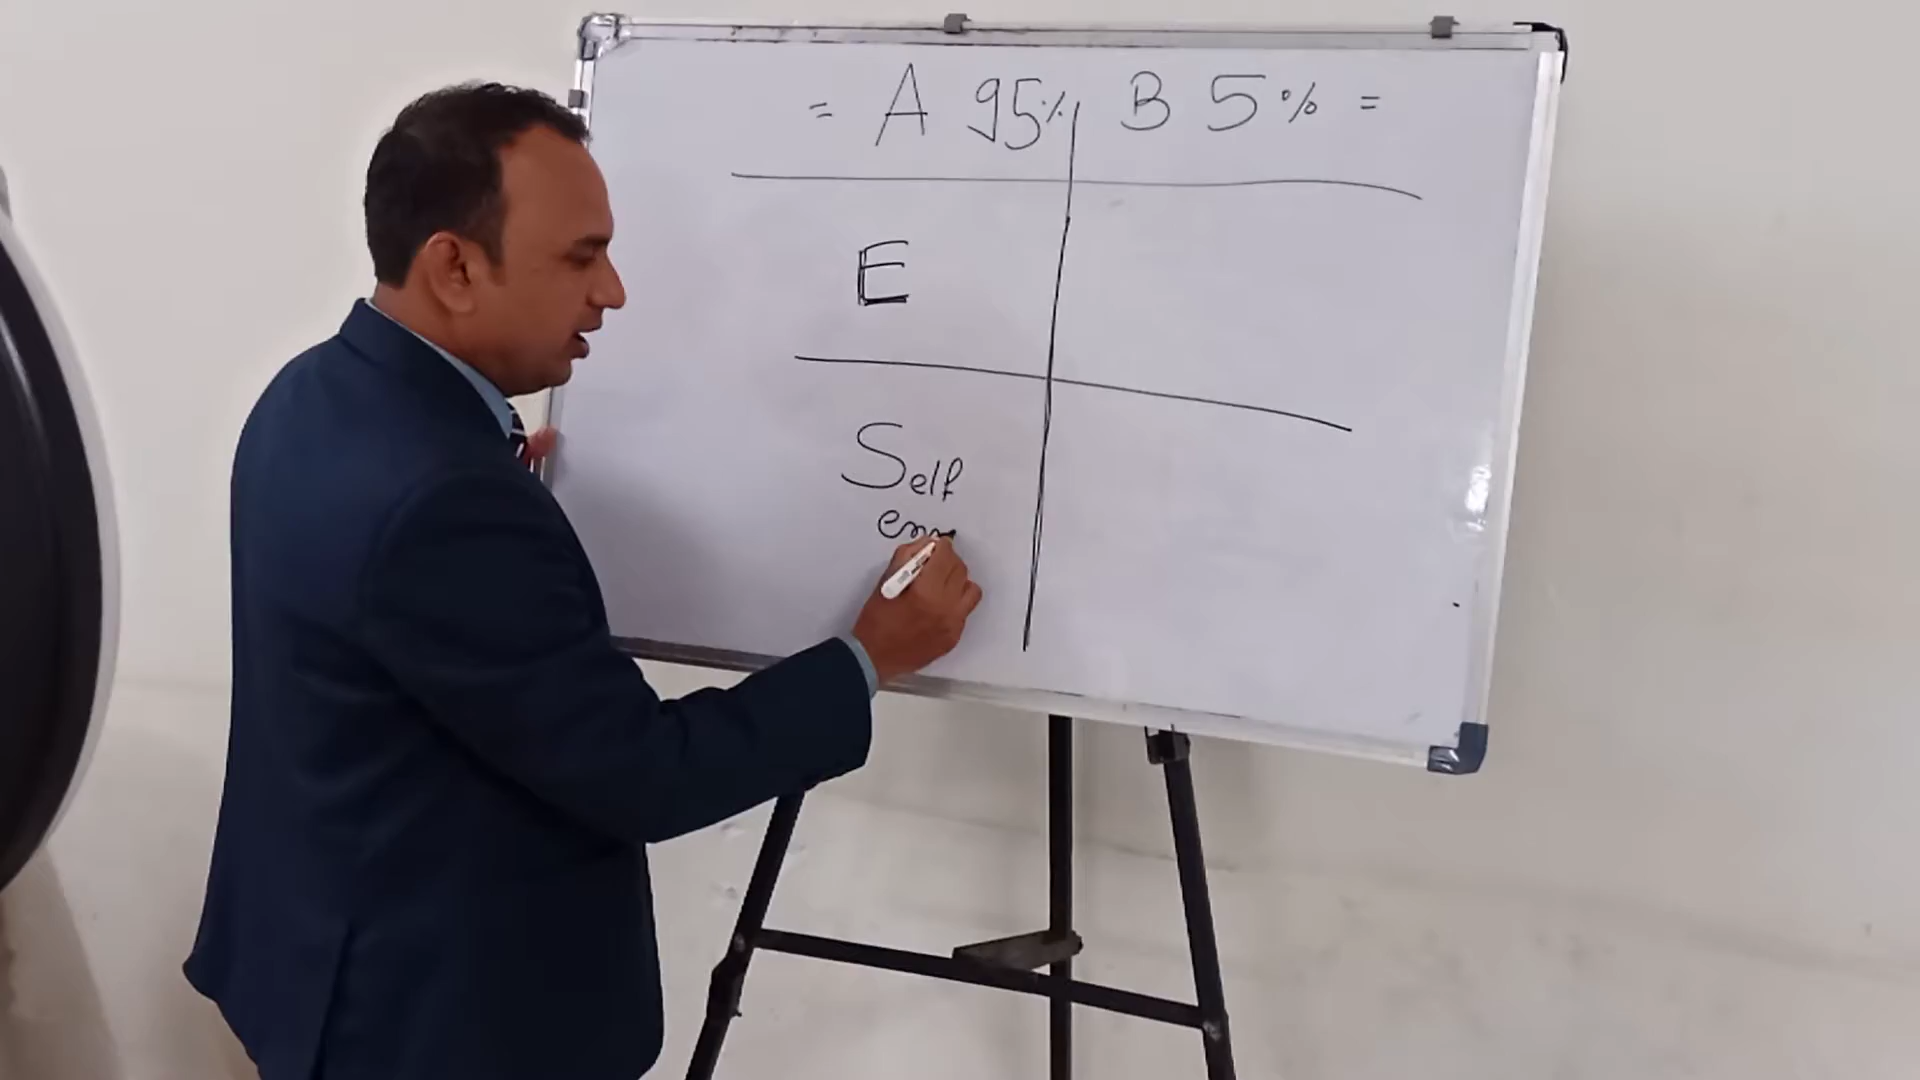 = A 95% B 5% =
E
Self